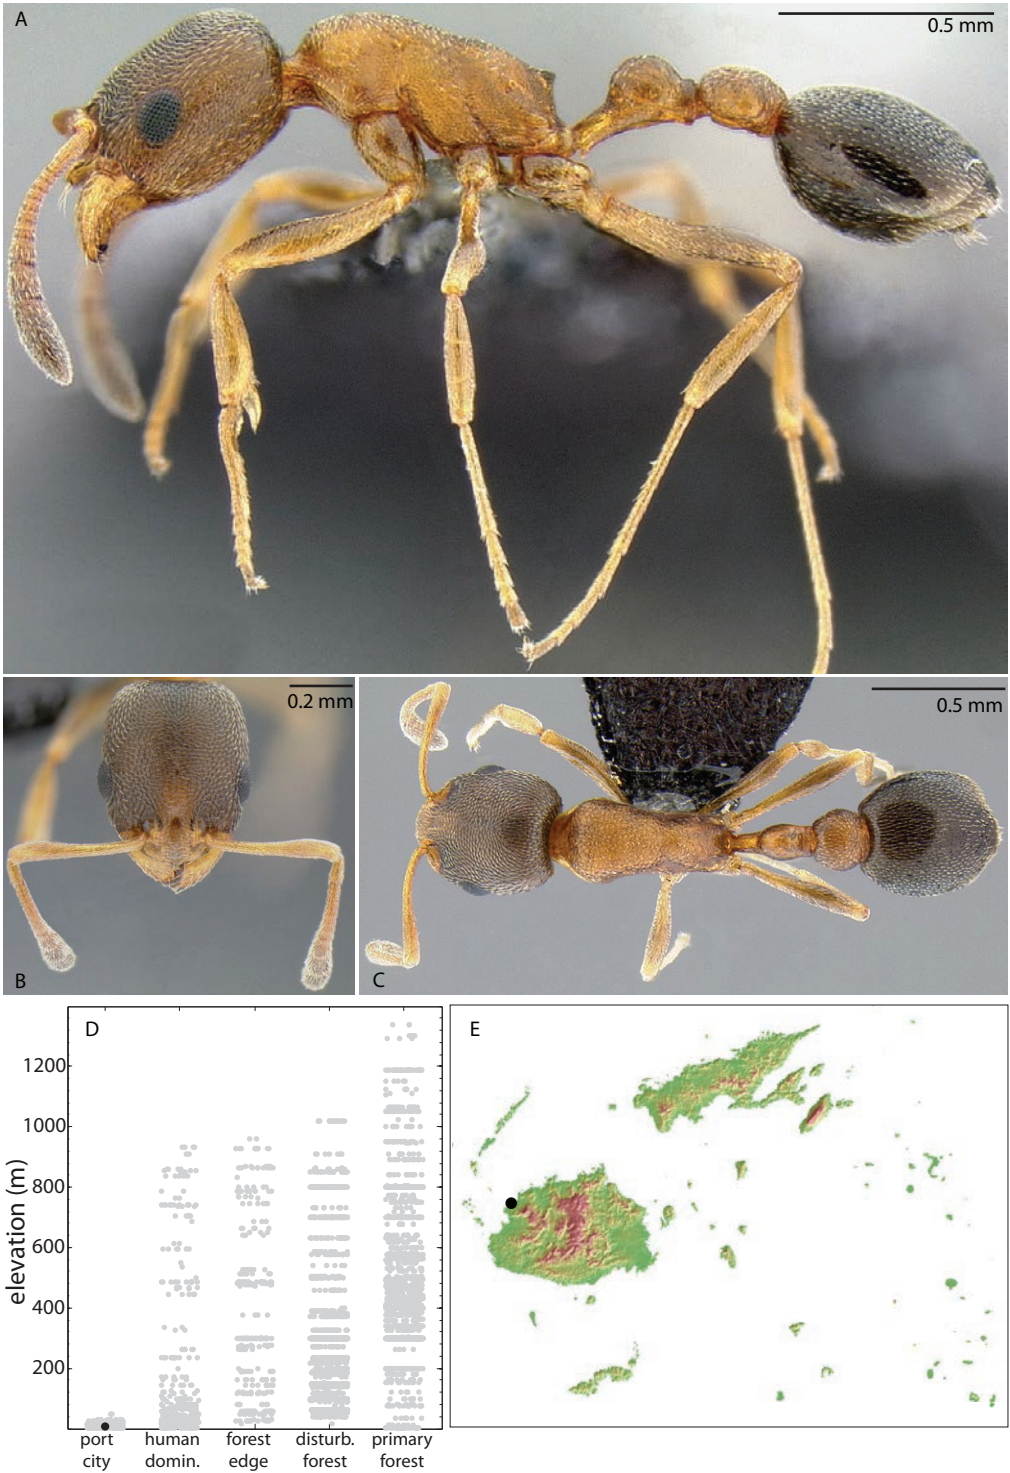 A
0.5 mm
0.2 mm
B
0.5 mm
C
D
E
elevation (m)
1200
1000
800
600
400
200
port city
human domin.
forest edge
disturb. forest
primary forest